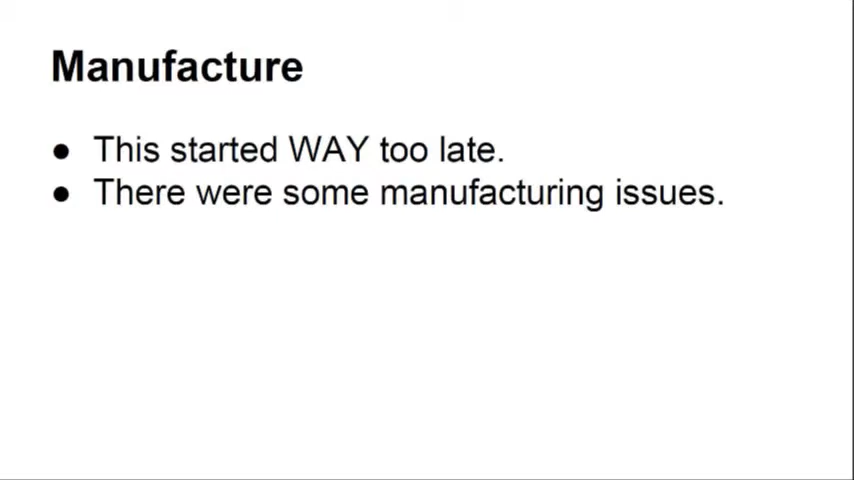 Manufacture
● This started WAY too late.
● There were some manufacturing issues.